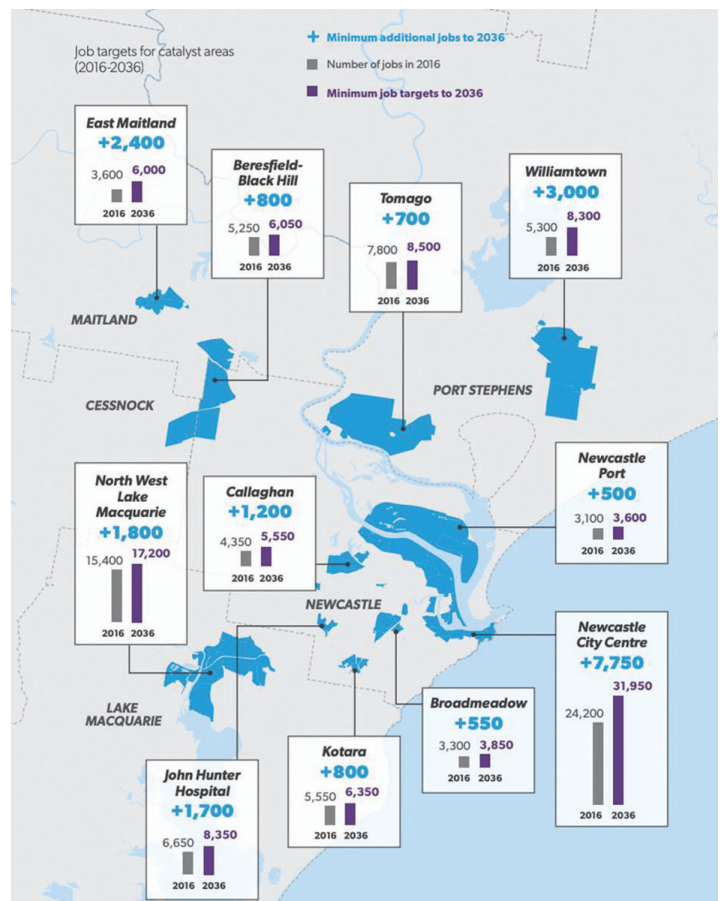 Job targets for catalyst areas
(2016-2036)
+ Minimum additional jobs to 2036
Number of jobs in 2016
Minimum job targets to 2036
East Maitland
+2,400
3,600 6,000
2016 2036
Beresfield-
Black Hill
+800
5,250 6,050
2016 2036
Tomago
+700
7,800 8,500
2016 2036
Williamtown
+3,000
5,300 8,300
2016 2036
MAITLAND
CESSNOCK
PORT STEPHENS
North West
Lake
Macquarie
+1,800
15,400 17,200
2016 2036
Callaghan
+1,200
4,350 5,550
2016 2036
Newcastle
Port
+500
3,100 3,600
2016 2036
NEWCASTLE
LAKE
MACQUARIE
Newcastle
City Centre
+7,750
24,200 31,950
2016 2036
Broadmeadow
+550
3,300 3,850
2016 2036
Kotara
+800
5,550 6,350
2016 2036
John Hunter
Hospital
+1,700
6,650 8,350
2016 2036